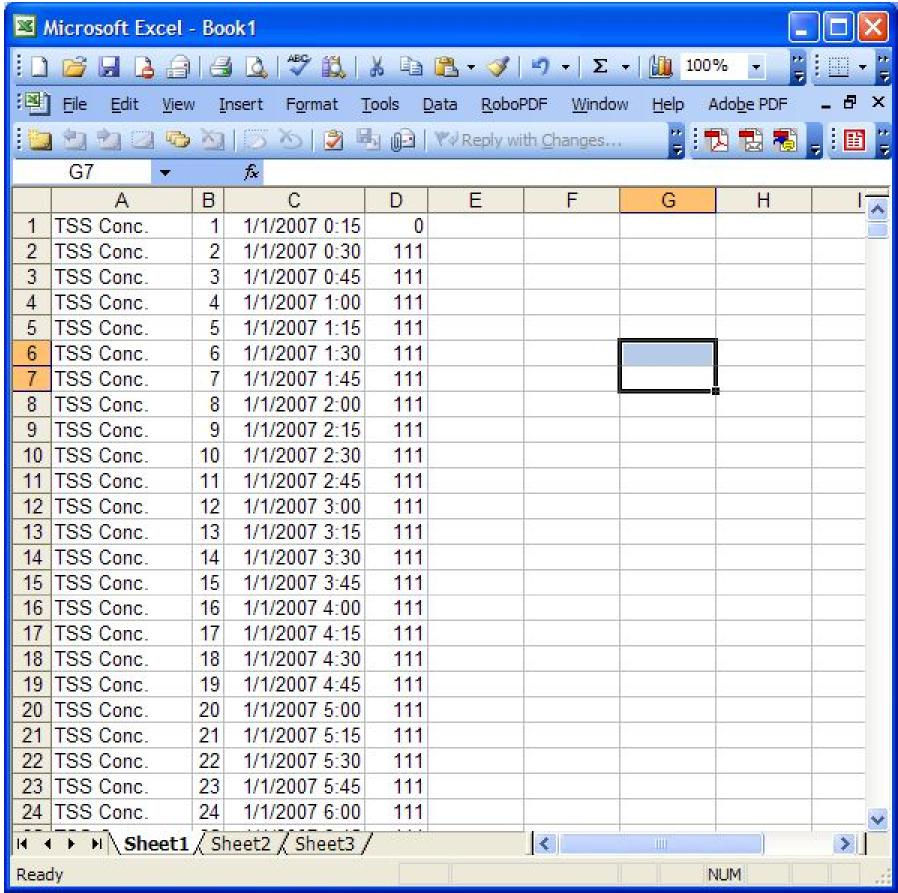 Microsoft Excel - Book1
ABC Σ 100%
File Edit View Insert Format Tools Data RoboPDF Window Help Adobe PDF
Reply with Changes...
G7 fx
A B C D E F G H I
1 TSS Conc. 1 1/1/2007 0:15 0
2 TSS Conc. 2 1/1/2007 0:30 111
3 TSS Conc. 3 1/1/2007 0:45 111
4 TSS Conc. 4 1/1/2007 1:00 111
5 TSS Conc. 5 1/1/2007 1:15 111
6 TSS Conc. 6 1/1/2007 1:30 111
7 TSS Conc. 7 1/1/2007 1:45 111
8 TSS Conc. 8 1/1/2007 2:00 111
9 TSS Conc. 9 1/1/2007 2:15 111
10 TSS Conc. 10 1/1/2007 2:30 111
11 TSS Conc. 11 1/1/2007 2:45 111
12 TSS Conc. 12 1/1/2007 3:00 111
13 TSS Conc. 13 1/1/2007 3:15 111
14 TSS Conc. 14 1/1/2007 3:30 111
15 TSS Conc. 15 1/1/2007 3:45 111
16 TSS Conc. 16 1/1/2007 4:00 111
17 TSS Conc. 17 1/1/2007 4:15 111
18 TSS Conc. 18 1/1/2007 4:30 111
19 TSS Conc. 19 1/1/2007 4:45 111
20 TSS Conc. 20 1/1/2007 5:00 111
21 TSS Conc. 21 1/1/2007 5:15 111
22 TSS Conc. 22 1/1/2007 5:30 111
23 TSS Conc. 23 1/1/2007 5:45 111
24 TSS Conc. 24 1/1/2007 6:00 111
Sheet1 Sheet2 Sheet3
Ready NUM